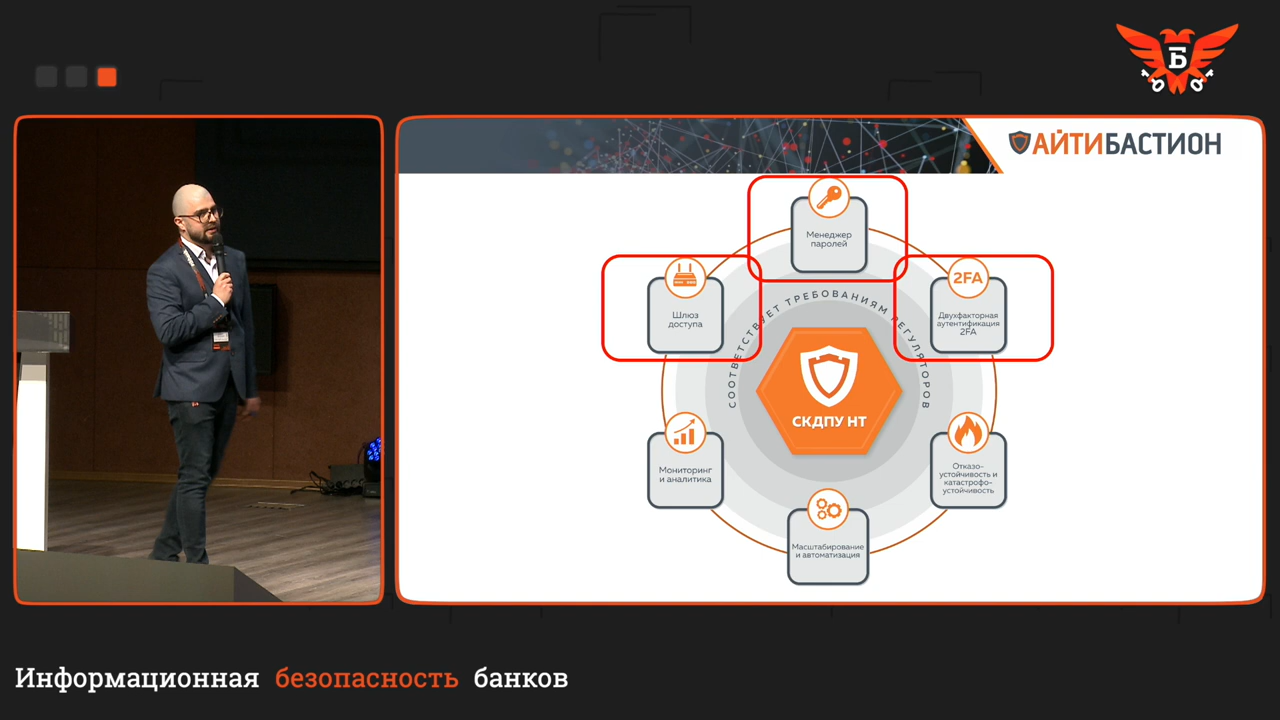 Б
АЙТИБАСТИОН
Менеджер
паролей
Шлюз
доступа
2FA
Двухфакторная
аутентификация
2FA
СООТВЕТСТВУЕТ ТРЕБОВАНИЯМ РЕГУЛЯТОРОВ
СКДПУ НТ
Мониторинг
и аналитика
Отказо-
устойчивость и
катастрофо-
устойчивость
Масштабирование
и автоматизация
Информационная безопасность банков